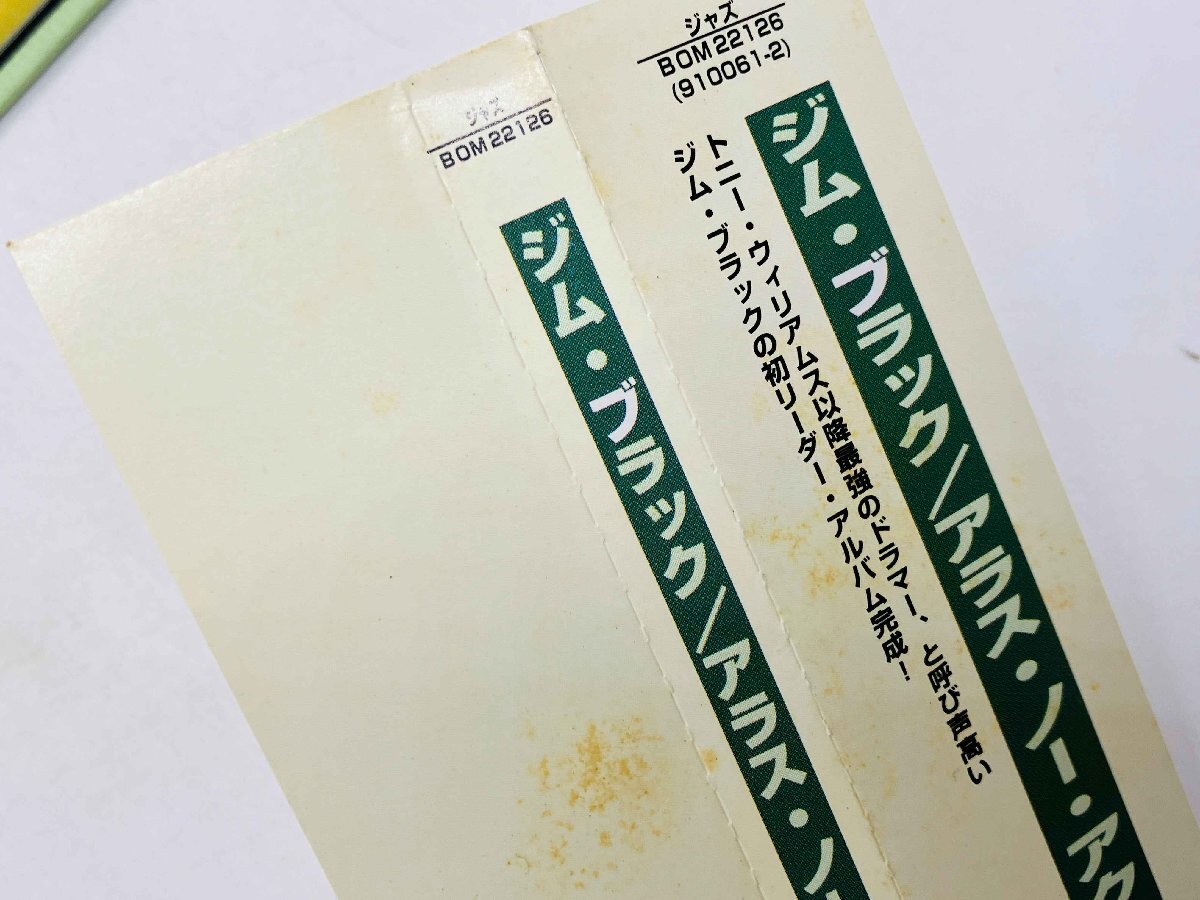 ジャズ
BOM22126
(910061-2)
ジム・ブラック/アラス・ノー・アク
トニー・ウィリアムス以降最強のドラマー、と呼び声高い
ジム・ブラックの初リーダー・アルバム完成!
ジャズ
BOM22126
ジム・ブラック/アラス・ノー